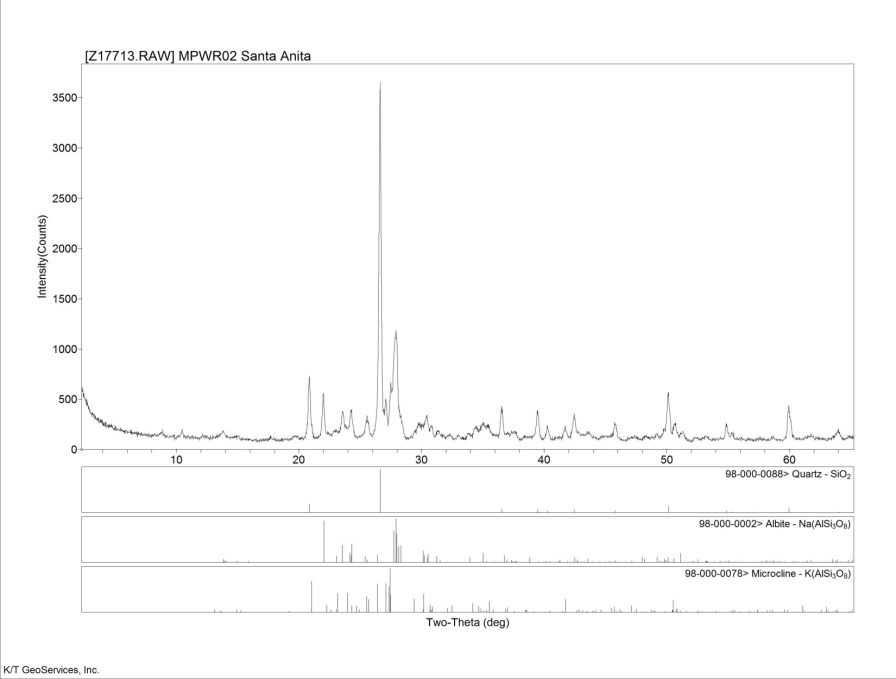 [Z17713.RAW] MPWR02 Santa Anita
3500
3000
2500
2000
1500
1000
500
0
Intensity(Counts)
10 20 30 40 50 60
98-000-0088> Quartz - SiO₂
98-000-0002> Albite - Na(AlSi₃O₈)
98-000-0078> Microcline - K(AlSi₃O₈)
Two-Theta (deg)
K/T GeoServices, Inc.